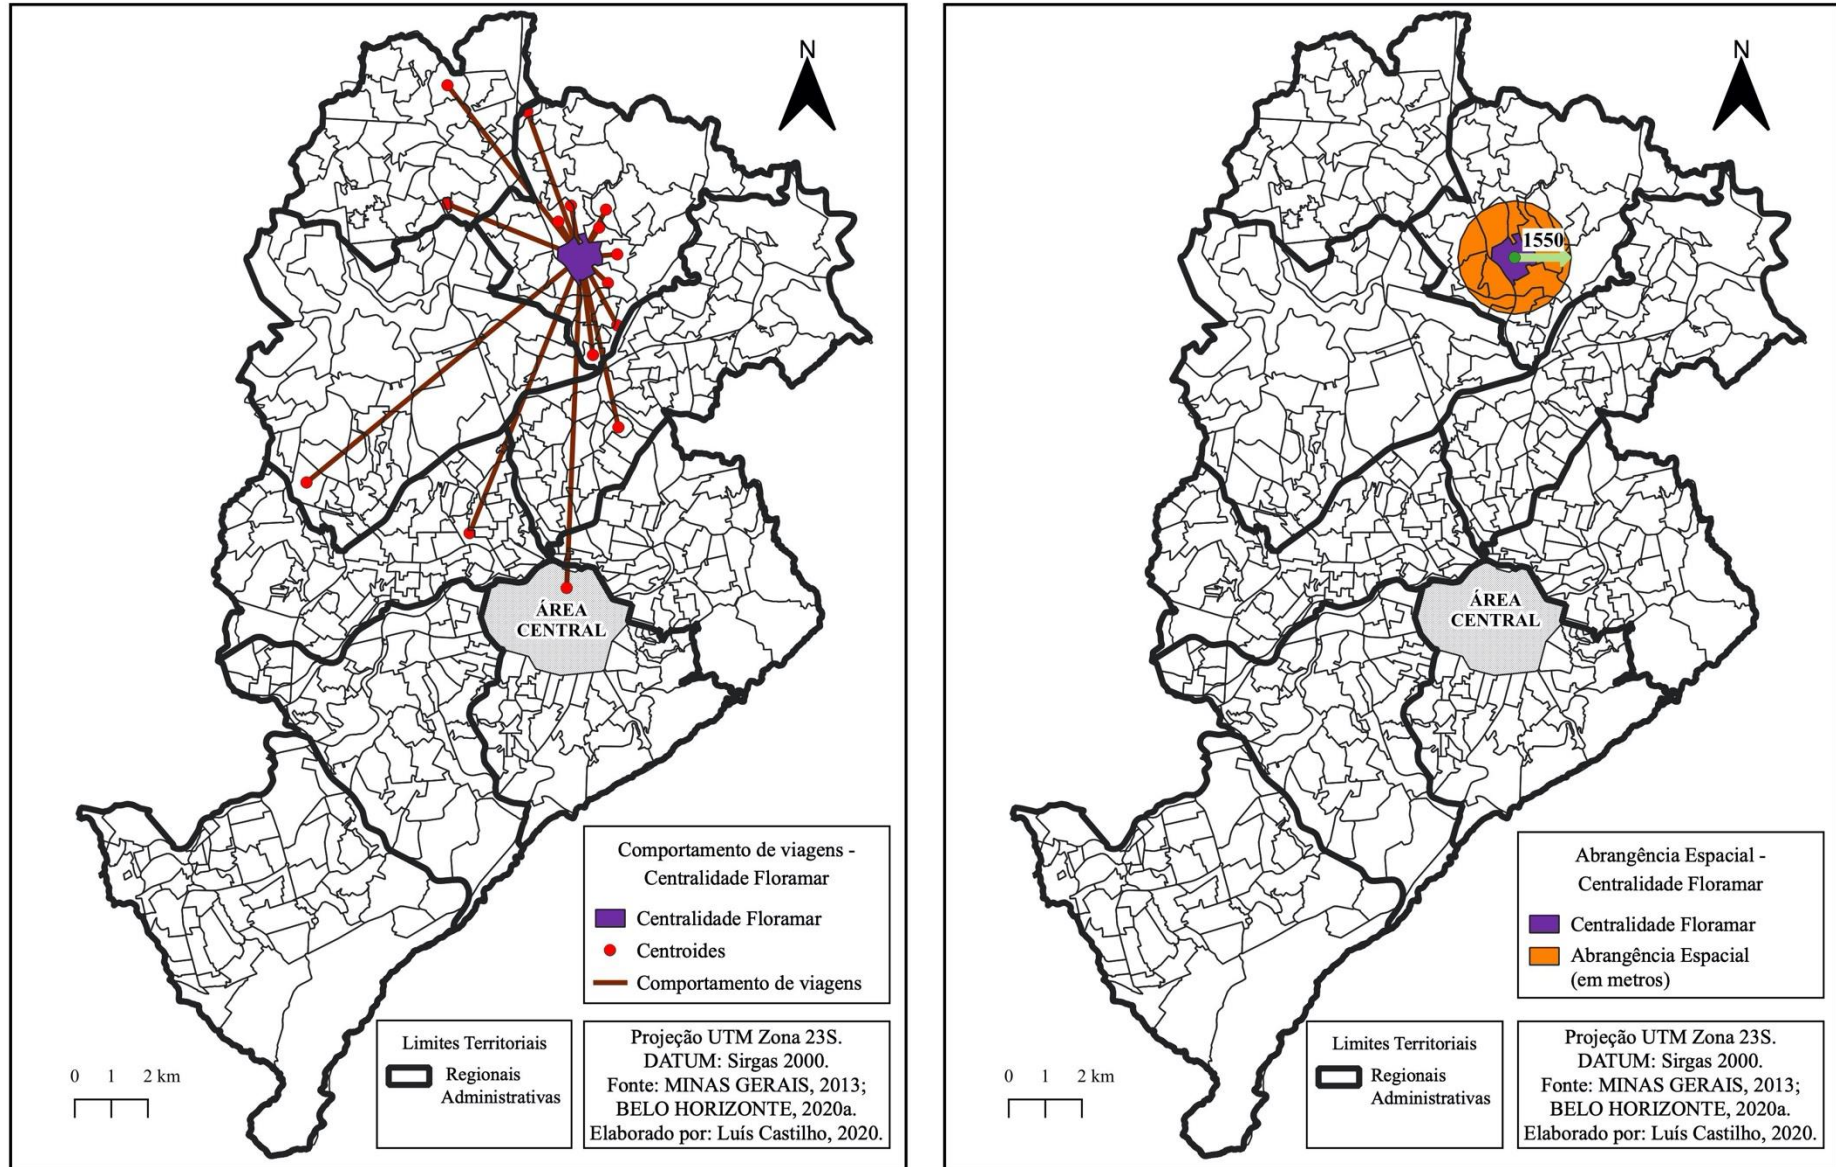 N
ÁREA
CENTRAL
Comportamento de viagens -
Centralidade Floramar
Centralidade Floramar
Centroides
Comportamento de viagens
Limites Territoriais
Regionais
Administrativas
0 1 2 km
Projeção UTM Zona 23S.
DATUM: Sirgas 2000.
Fonte: MINAS GERAIS, 2013;
BELO HORIZONTE, 2020a.
Elaborado por: Luís Castilho, 2020.
N
1550
ÁREA
CENTRAL
Abrangência Espacial -
Centralidade Floramar
Centralidade Floramar
Abrangência Espacial
(em metros)
Limites Territoriais
Regionais
Administrativas
0 1 2 km
Projeção UTM Zona 23S.
DATUM: Sirgas 2000.
Fonte: MINAS GERAIS, 2013;
BELO HORIZONTE, 2020a.
Elaborado por: Luís Castilho, 2020.